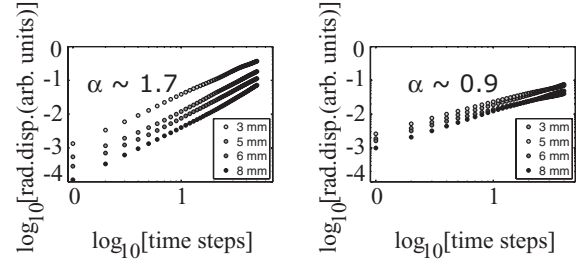 log10[rad.disp.(arb. units)]
0
-1
-2
-3
-4
α ~ 1.7
3 mm
5 mm
6 mm
8 mm
0
1
log10[time steps]
log10[rad.disp.(arb. units)]
0
-1
-2
-3
-4
α ~ 0.9
3 mm
5 mm
6 mm
8 mm
0
1
log10[time steps]